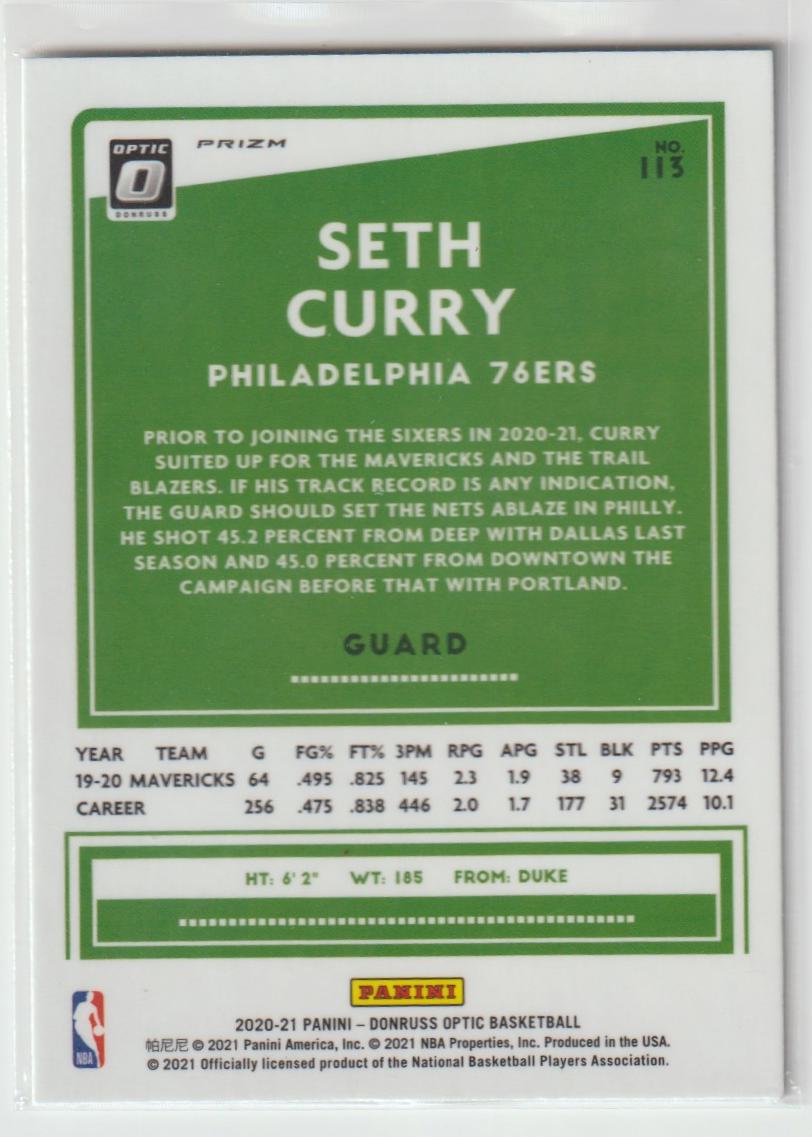 OPTIC
O
DONRUSS
PRIZM
NO.
113
SETH
CURRY
PHILADELPHIA 76ERS
PRIOR TO JOINING THE SIXERS IN 2020-21, CURRY
SUITED UP FOR THE MAVERICKS AND THE TRAIL
BLAZERS. IF HIS TRACK RECORD IS ANY INDICATION,
THE GUARD SHOULD SET THE NETS ABLAZE IN PHILLY.
HE SHOT 45.2 PERCENT FROM DEEP WITH DALLAS LAST
SEASON AND 45.0 PERCENT FROM DOWNTOWN THE
CAMPAIGN BEFORE THAT WITH PORTLAND.
GUARD
YEAR TEAM G FG% FT% 3PM RPG APG STL BLK PTS PPG
19-20 MAVERICKS 64 .495 .825 145 2.3 1.9 38 9 793 12.4
CAREER 256 .475 .838 446 2.0 1.7 177 31 2574 10.1
HT: 6' 2" WT: 185 FROM: DUKE
PANINI
NBA
2020-21 PANINI – DONRUSS OPTIC BASKETBALL
帕尼尼 © 2021 Panini America, Inc. © 2021 NBA Properties, Inc. Produced in the USA.
© 2021 Officially licensed product of the National Basketball Players Association.